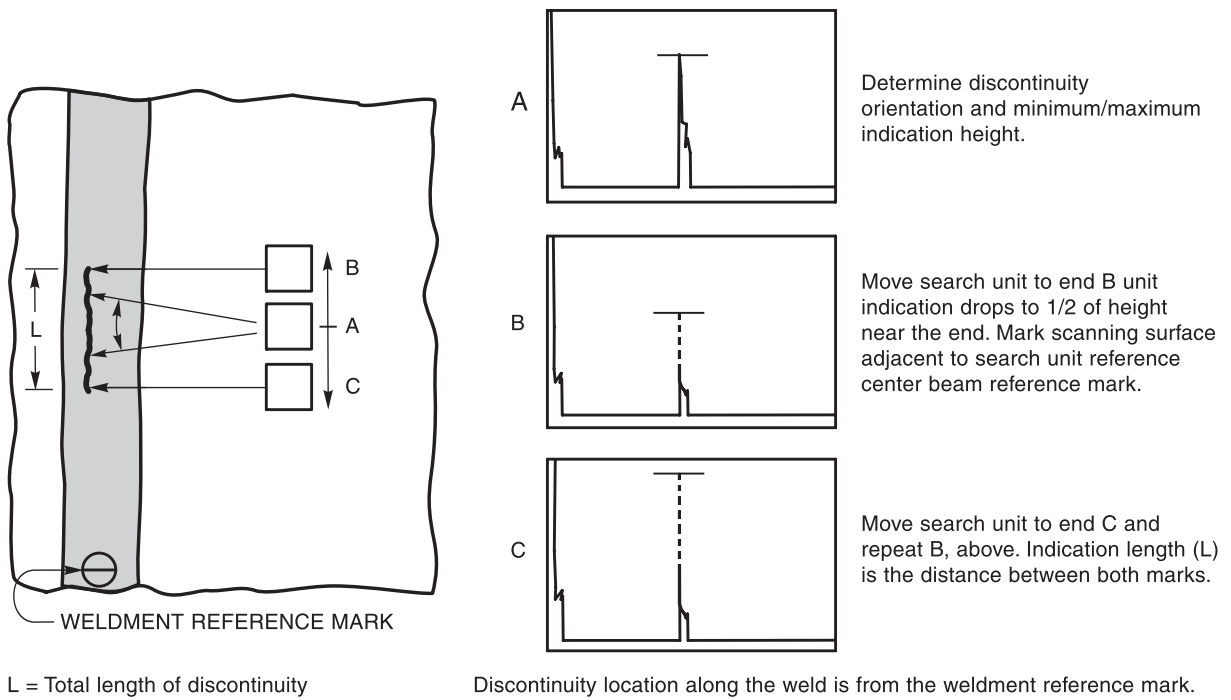 A
Determine discontinuity
orientation and minimum/maximum
indication height.
B
A
C
L
B
Move search unit to end B unit
indication drops to 1/2 of height
near the end. Mark scanning surface
adjacent to search unit reference
center beam reference mark.
C
Move search unit to end C and
repeat B, above. Indication length (L)
is the distance between both marks.
WELDMENT REFERENCE MARK
L = Total length of discontinuity
Discontinuity location along the weld is from the weldment reference mark.